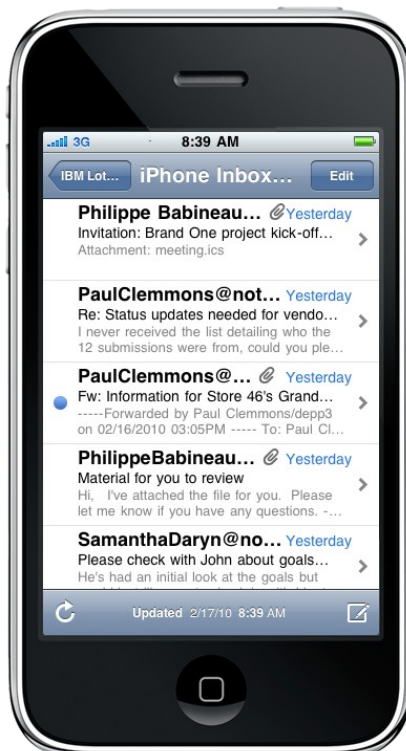 3G 8:39 AM
IBM Lot... iPhone Inbox... Edit
Philippe Babineau... Yesterday
Invitation: Brand One project kick-off...
Attachment: meeting.ics
PaulClemmons@not... Yesterday
Re: Status updates needed for vendo...
I never received the list detailing who the
12 submissions were from, could you ple...
PaulClemmons@... Yesterday
Fw: Information for Store 46's Grand...
-----Forwarded by Paul Clemmons/depp3
on 02/16/2010 03:05PM ----- To: Paul Cl...
PhilippeBabineau... Yesterday
Material for you to review
Hi, I've attached the file for you. Please
let me know if you have any questions. -...
SamanthaDaryn@no... Yesterday
Please check with John about goals...
He's had an initial look at the goals but
Updated 2/17/10 8:39 AM